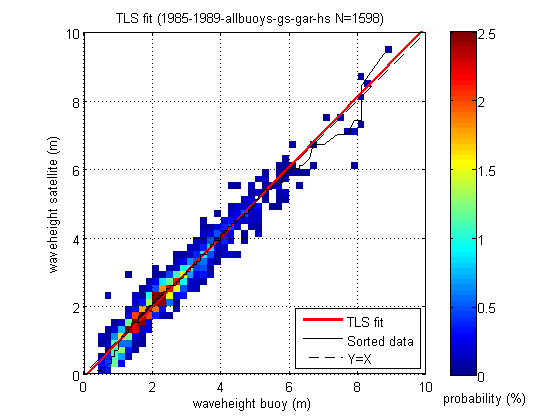 TLS fit (1985-1989-allbuoys-gs-gar-hs N=1598)
10
8
6
4
2
0
waveheight satellite (m)
0 2 4 6 8 10
waveheight buoy (m)
TLS fit
Sorted data
Y=X
2.5
2
1.5
1
0.5
0
probability (%)